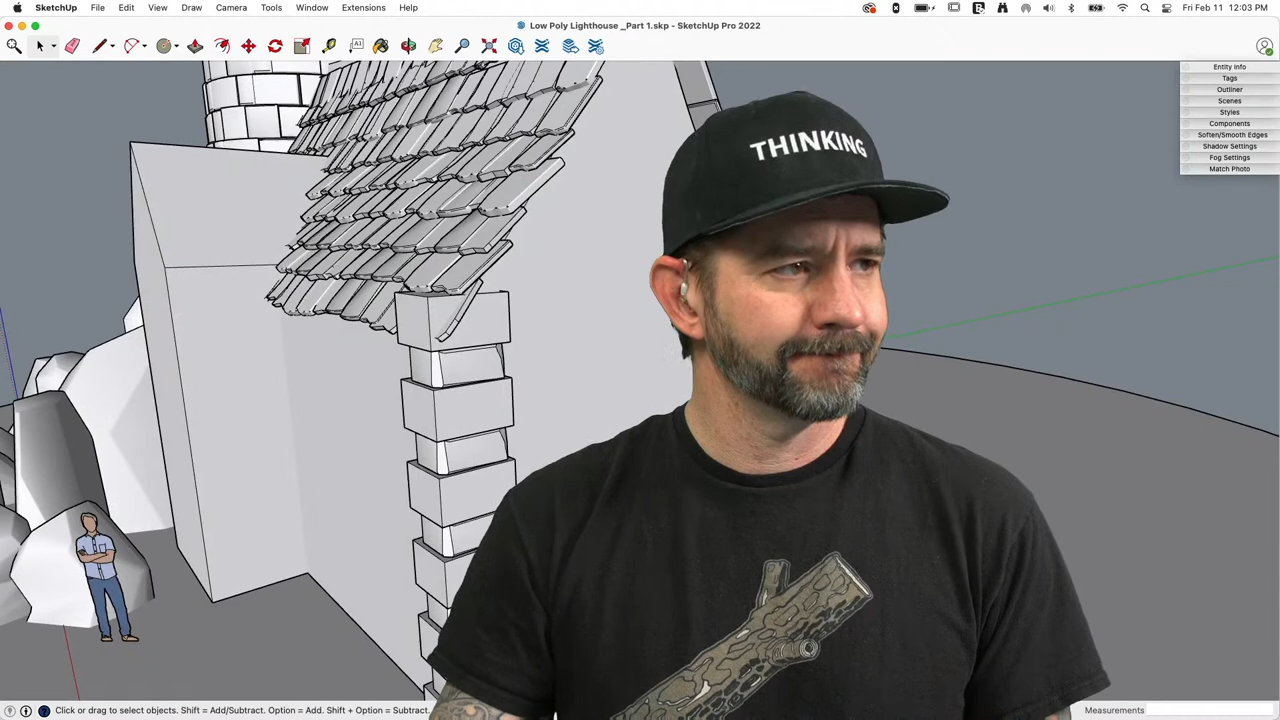 SketchUp File Edit View Draw Camera Tools Window Extensions Help
Fri Feb 11 12:03 PM
Low Poly Lighthouse _Part 1.skp - SketchUp Pro 2022
Entity Info
Tags
Outliner
Scenes
Styles
Components
Soften/Smooth Edges
Shadow Settings
Fog Settings
Match Photo
THINKING
Click or drag to select objects. Shift = Add/Subtract. Option = Add. Shift + Option = Subtract.
Measurements